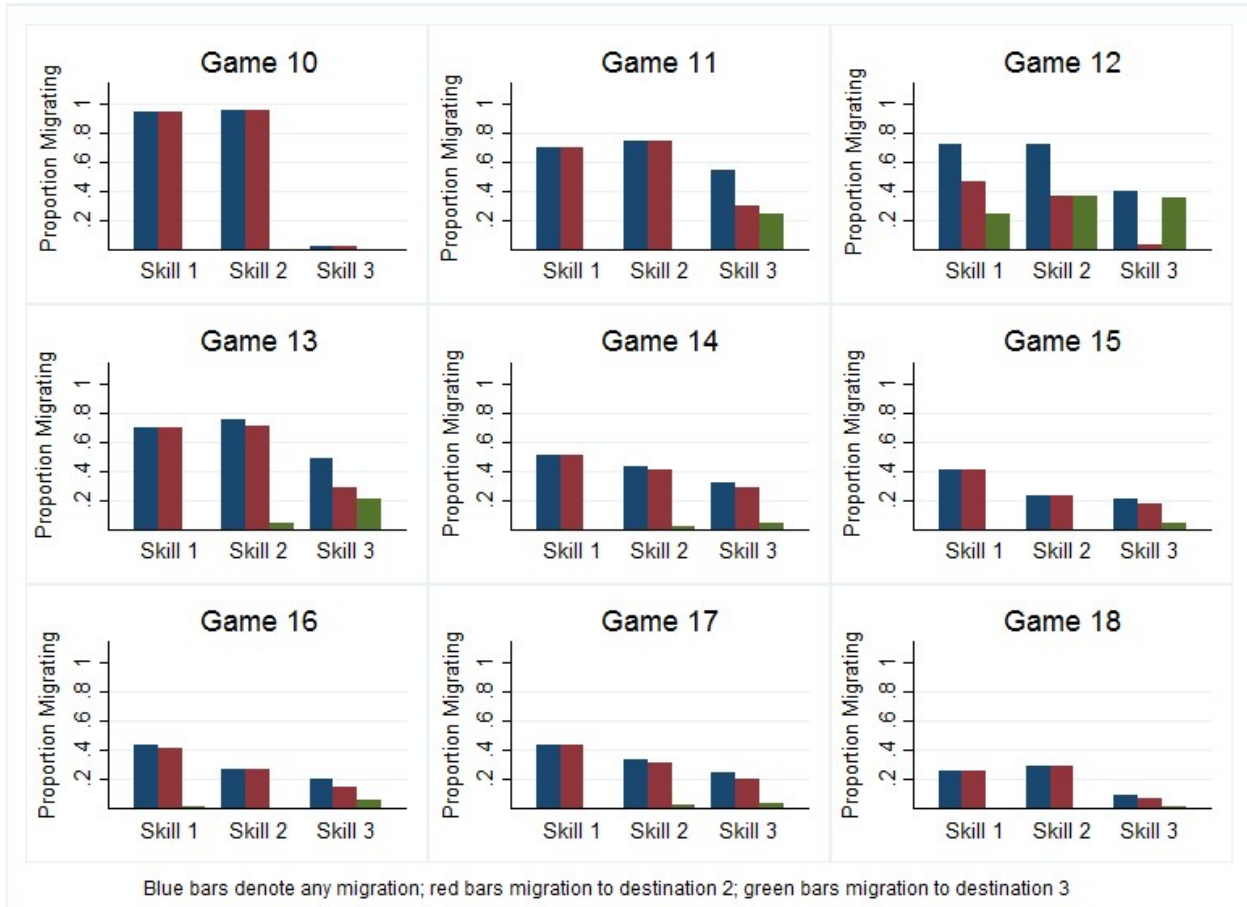 Game 10
Proportion Migrating
1
.8
.6
.4
.2
Skill 1 Skill 2 Skill 3
Game 11
Proportion Migrating
1
.8
.6
.4
.2
Skill 1 Skill 2 Skill 3
Game 12
Proportion Migrating
1
.8
.6
.4
.2
Skill 1 Skill 2 Skill 3
Game 13
Proportion Migrating
1
.8
.6
.4
.2
Skill 1 Skill 2 Skill 3
Game 14
Proportion Migrating
1
.8
.6
.4
.2
Skill 1 Skill 2 Skill 3
Game 15
Proportion Migrating
1
.8
.6
.4
.2
Skill 1 Skill 2 Skill 3
Game 16
Proportion Migrating
1
.8
.6
.4
.2
Skill 1 Skill 2 Skill 3
Game 17
Proportion Migrating
1
.8
.6
.4
.2
Skill 1 Skill 2 Skill 3
Game 18
Proportion Migrating
1
.8
.6
.4
.2
Skill 1 Skill 2 Skill 3
Blue bars denote any migration; red bars migration to destination 2; green bars migration to destination 3